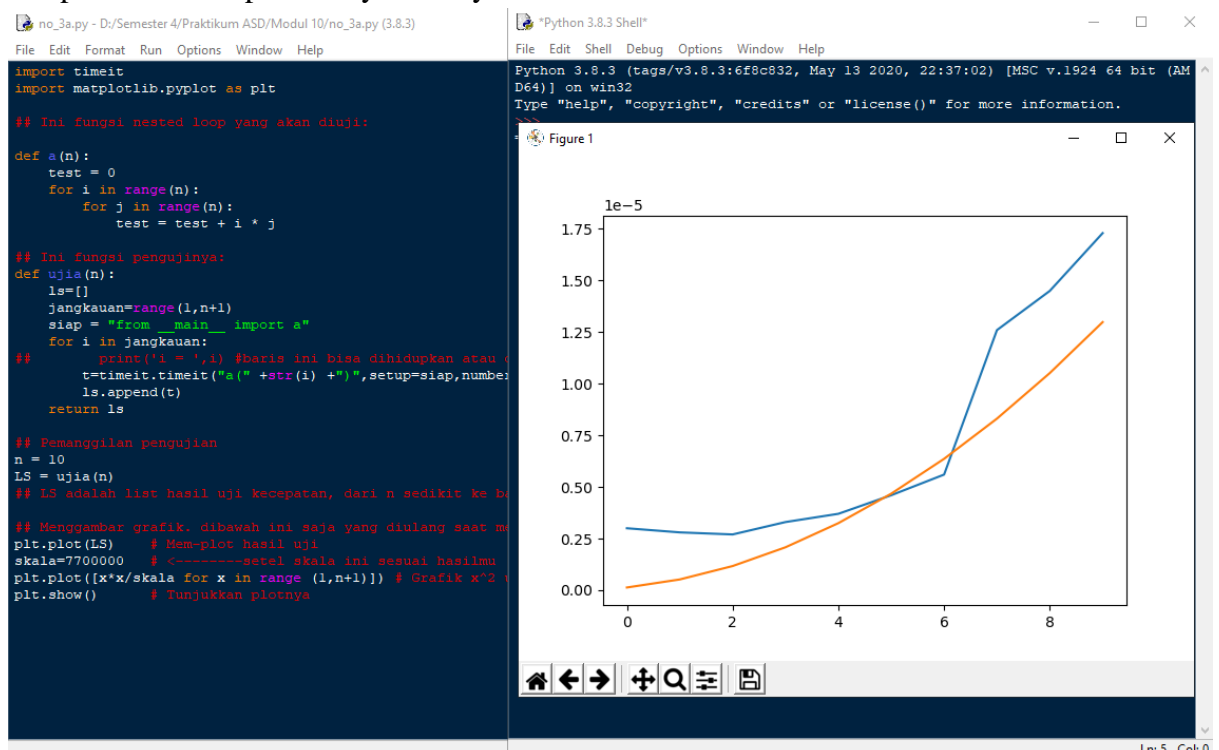 no_3a.py - D:/Semester 4/Praktikum ASD/Modul 10/no_3a.py (3.8.3)
File Edit Format Run Options Window Help
import timeit
import matplotlib.pyplot as plt
## Ini fungsi nested loop yang akan diuji:
def a(n):
    test = 0
    for i in range(n):
        for j in range(n):
            test = test + i * j
## Ini fungsi pengujinya:
def ujia(n):
    ls=[]
    jangkauan=range(1,n+1)
    siap = "from __main__ import a"
    for i in jangkauan:
##      print('i = ',i) #baris ini bisa dihidupkan atau
        t=timeit.timeit("a(" +str(i) +")",setup=siap,number
        ls.append(t)
    return ls
## Pemanggilan pengujian
n = 10
LS = ujia(n)
## LS adalah list hasil uji kecepatan, dari n sedikit ke
## Menggambar grafik. dibawah ini saja yang diulang saat
plt.plot(LS)    # Mem-plot hasil uji
skala=7700000   # <--------setel skala ini sesuai hasilmu
plt.plot([x*x/skala for x in range (1,n+1)]) # Grafik x^2
plt.show()      # Tunjukkan plotnya
*Python 3.8.3 Shell*
File Edit Shell Debug Options Window Help
Python 3.8.3 (tags/v3.8.3:6f8c832, May 13 2020, 22:37:02) [MSC v.1924 64 bit (AM
D64)] on win32
Type "help", "copyright", "credits" or "license()" for more information.
>>>
Figure 1
1e-5
1.75
1.50
1.25
1.00
0.75
0.50
0.25
0.00
0 2 4 6 8
Ln: 5 Col: 0